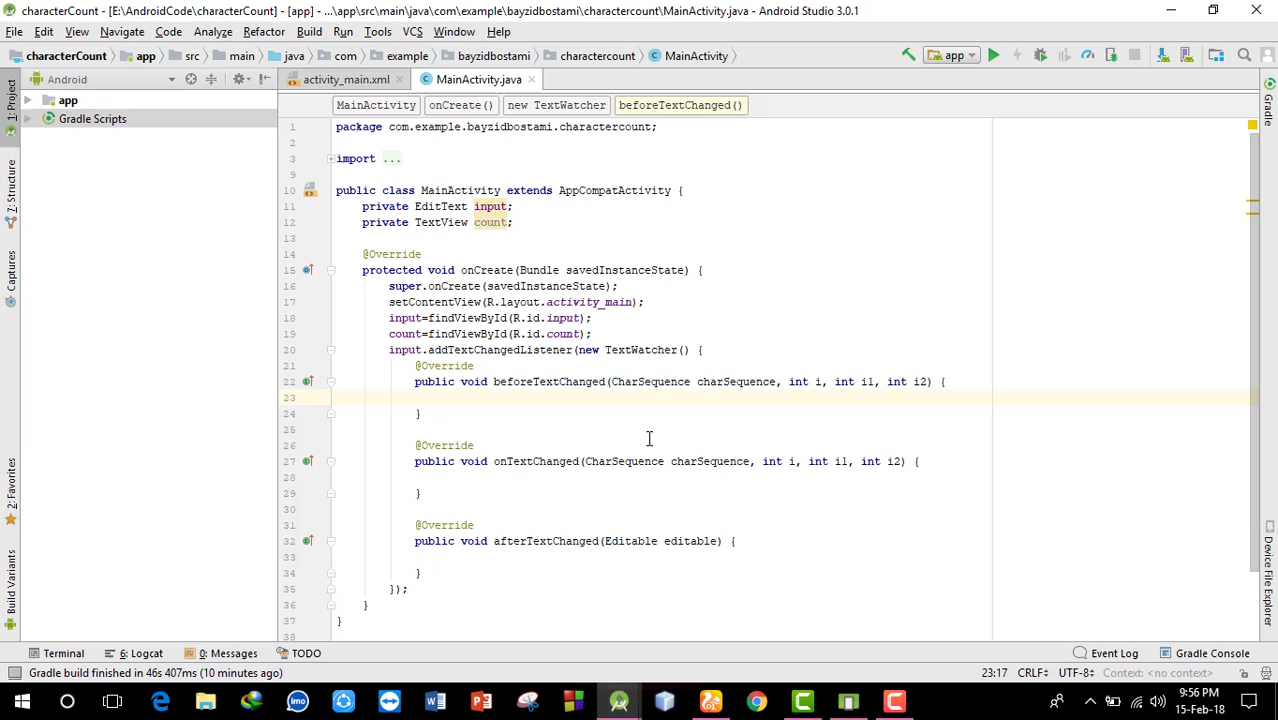 characterCount - [E:\AndroidCode\characterCount] - [app] - ...\app\src\main\java\com\example\bayzidbostami\charactercount\MainActivity.java - Android Studio 3.0.1
File Edit View Navigate Code Analyze Refactor Build Run Tools VCS Window Help
characterCount app src main java com example bayzidbostami charactercount MainActivity app
Android activity_main.xml MainActivity.java
1: Project
7: Structure
Captures
2: Favorites
Build Variants
Gradle
Device File Explorer
app
Gradle Scripts
MainActivity onCreate() new TextWatcher beforeTextChanged()
1 package com.example.bayzidbostami.charactercount;
2
3 import ...
10 public class MainActivity extends AppCompatActivity {
11 private EditText input;
12 private TextView count;
13
14 @Override
15 protected void onCreate(Bundle savedInstanceState) {
16 super.onCreate(savedInstanceState);
17 setContentView(R.layout.activity_main);
18 input=findViewById(R.id.input);
19 count=findViewById(R.id.count);
20 input.addTextChangedListener(new TextWatcher() {
21 @Override
22 public void beforeTextChanged(CharSequence charSequence, int i, int i1, int i2) {
23
24 }
25
26 @Override
27 public void onTextChanged(CharSequence charSequence, int i, int i1, int i2) {
28
29 }
30
31 @Override
32 public void afterTextChanged(Editable editable) {
33
34 }
35 });
36 }
37 }
38
Terminal 6: Logcat 0: Messages TODO Event Log Gradle Console
Gradle build finished in 46s 407ms (10 minutes ago) 23:17 CRLF UTF-8 Context: <no context>
imo
9:56 PM
15-Feb-18